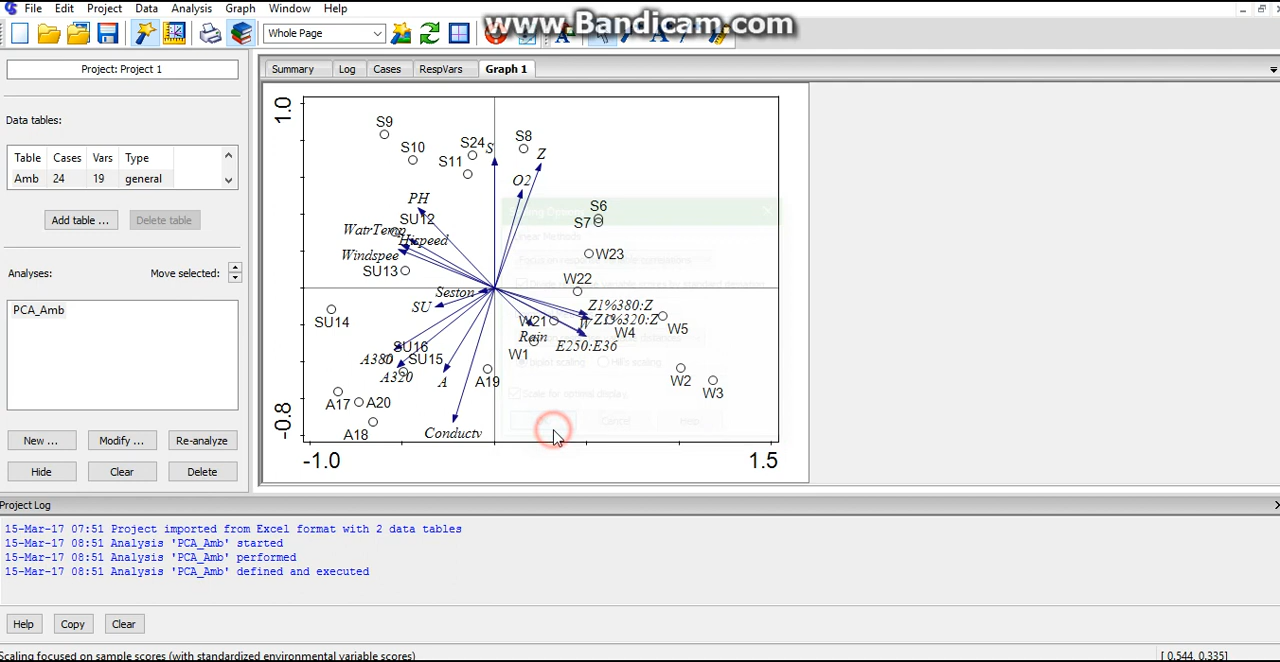 File Edit Project Data Analysis Graph Window Help
www.Bandicam.com
Whole Page
Project: Project 1
Summary Log Cases RespVars Graph 1
Data tables:
Table Cases Vars Type
Amb 24 19 general
Add table ... Delete table
Analyses: Move selected:
PCA_Amb
New ... Modify ... Re-analyze
Hide Clear Delete
1.0
-0.8
-1.0
1.5
S9
S10
S24
S
S8
Z
S11
O2
PH
SU12
S6
S7
WatrTemp
Hispeed
Windspee
W23
SU13
W22
Seston
SU
Z1%380:Z
SU14
W21
W
Z1%320:Z
W4
W5
Rain
E250:E36
W1
SU16
A380
SU15
A320
A
A19
W2
W3
A17
A20
A18
Conductv
Linear Methods
Hill's scaling
Cancel
Project Log
15-Mar-17 07:51 Project imported from Excel format with 2 data tables
15-Mar-17 08:51 Analysis 'PCA_Amb' started
15-Mar-17 08:51 Analysis 'PCA_Amb' performed
15-Mar-17 08:51 Analysis 'PCA_Amb' defined and executed
Help Copy Clear
Scaling focused on sample scores (with standardized environmental variable scores)
[ 0.544, 0.335]